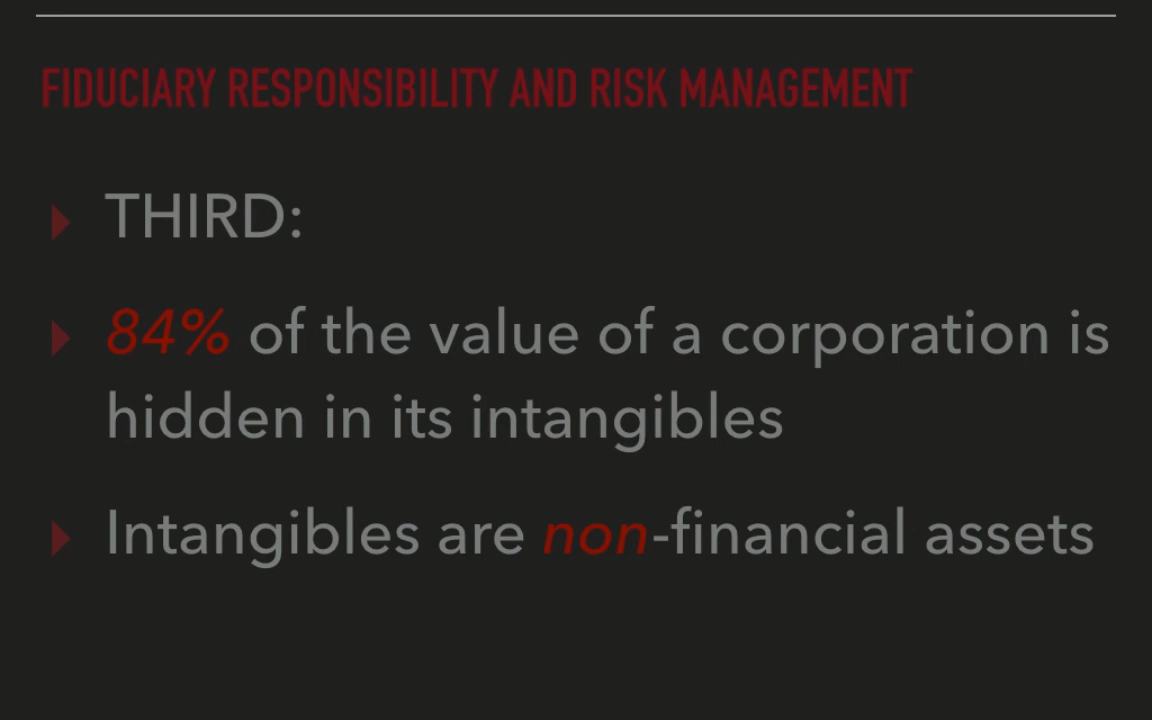 FIDUCIARY RESPONSIBILITY AND RISK MANAGEMENT
THIRD:
84% of the value of a corporation is
hidden in its intangibles
Intangibles are non-financial assets